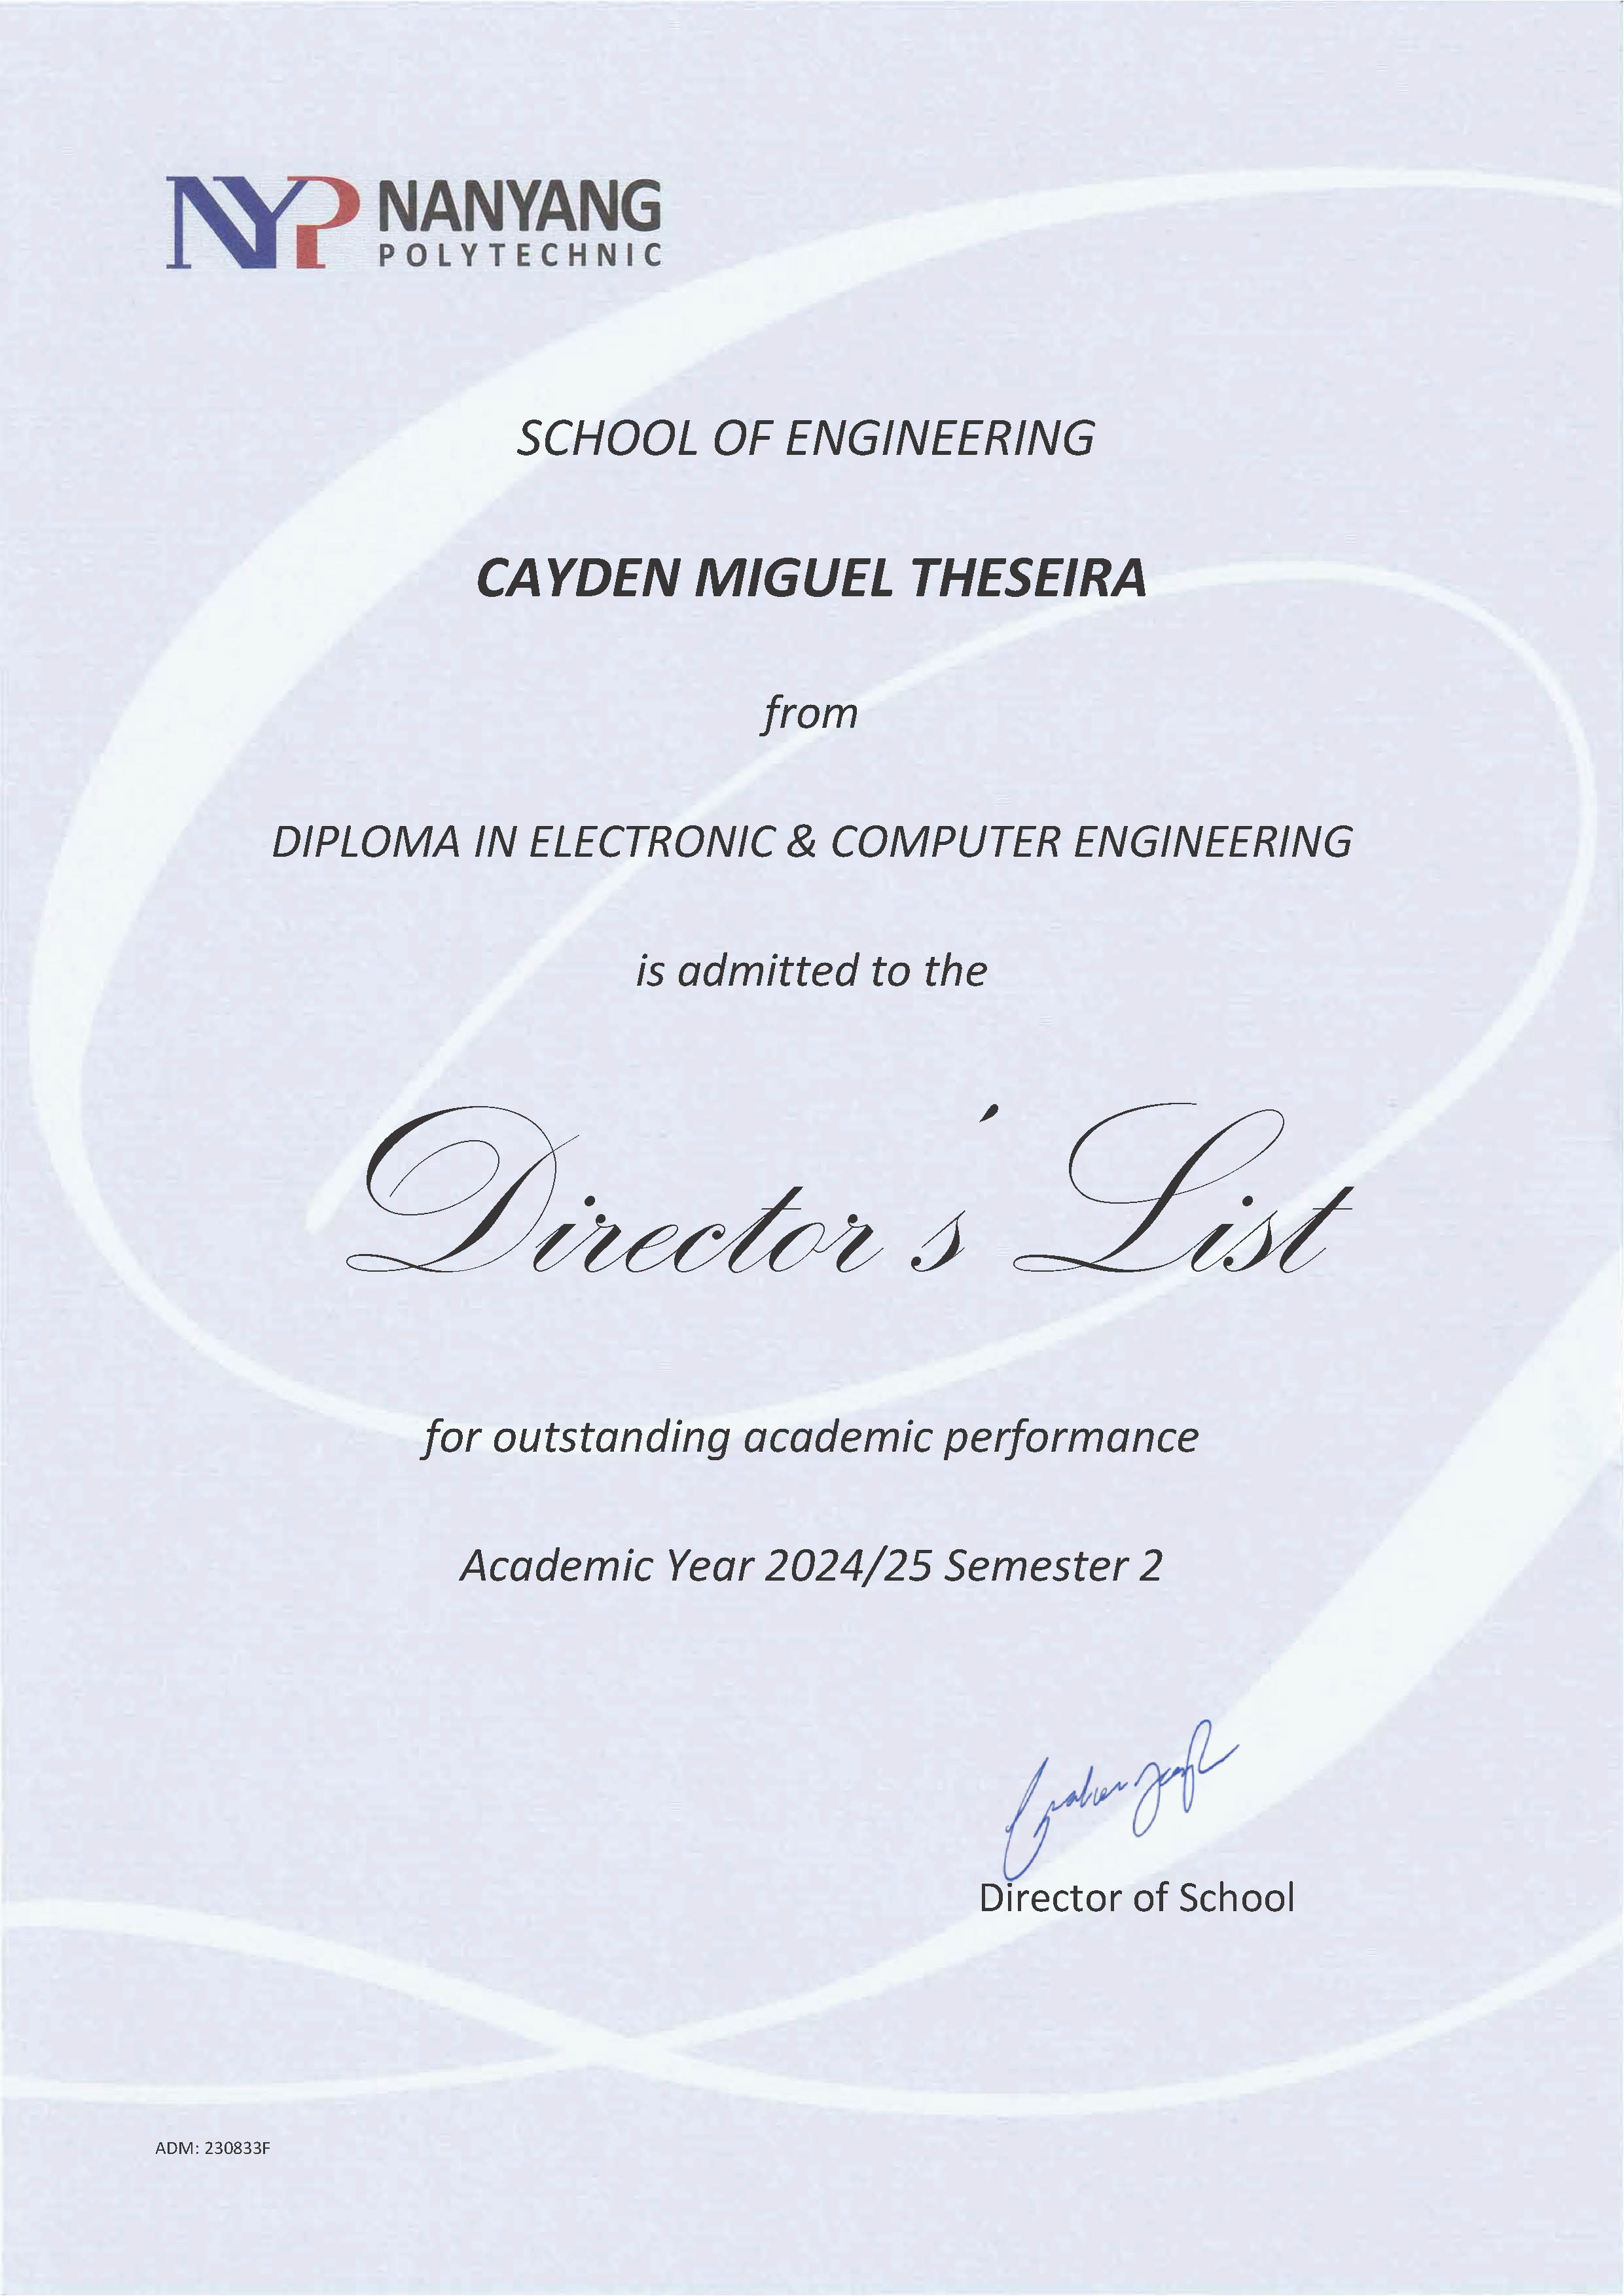 NYP NANYANG
POLYTECHNIC
SCHOOL OF ENGINEERING
CAYDEN MIGUEL THESEIRA
from
DIPLOMA IN ELECTRONIC & COMPUTER ENGINEERING
is admitted to the
Director's List
for outstanding academic performance
Academic Year 2024/25 Semester 2
Director of School
ADM: 230833F